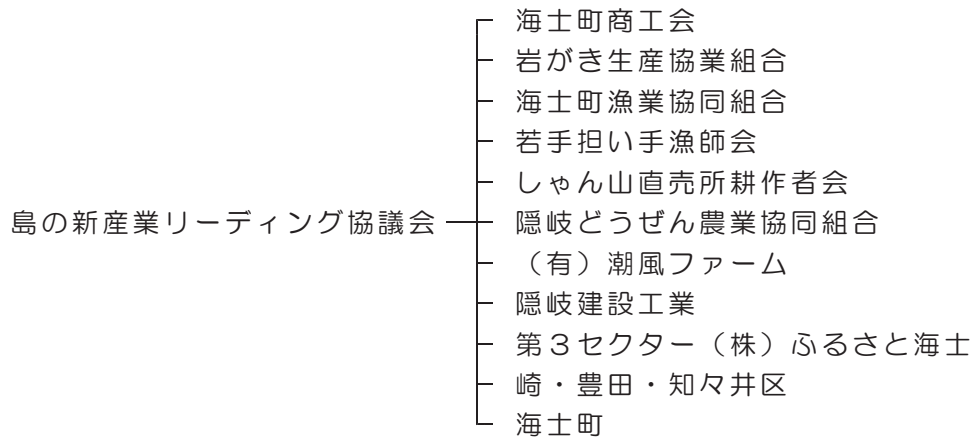 海士町商工会
岩がき生産協業組合
海士町漁業協同組合
若手担い手漁師会
しゃん山直売所耕作者会
島の新産業リーディング協議会
隠岐どうぜん農業協同組合
（有）潮風ファーム
隠岐建設工業
第３セクター（株）ふるさと海士
崎・豊田・知々井区
海士町